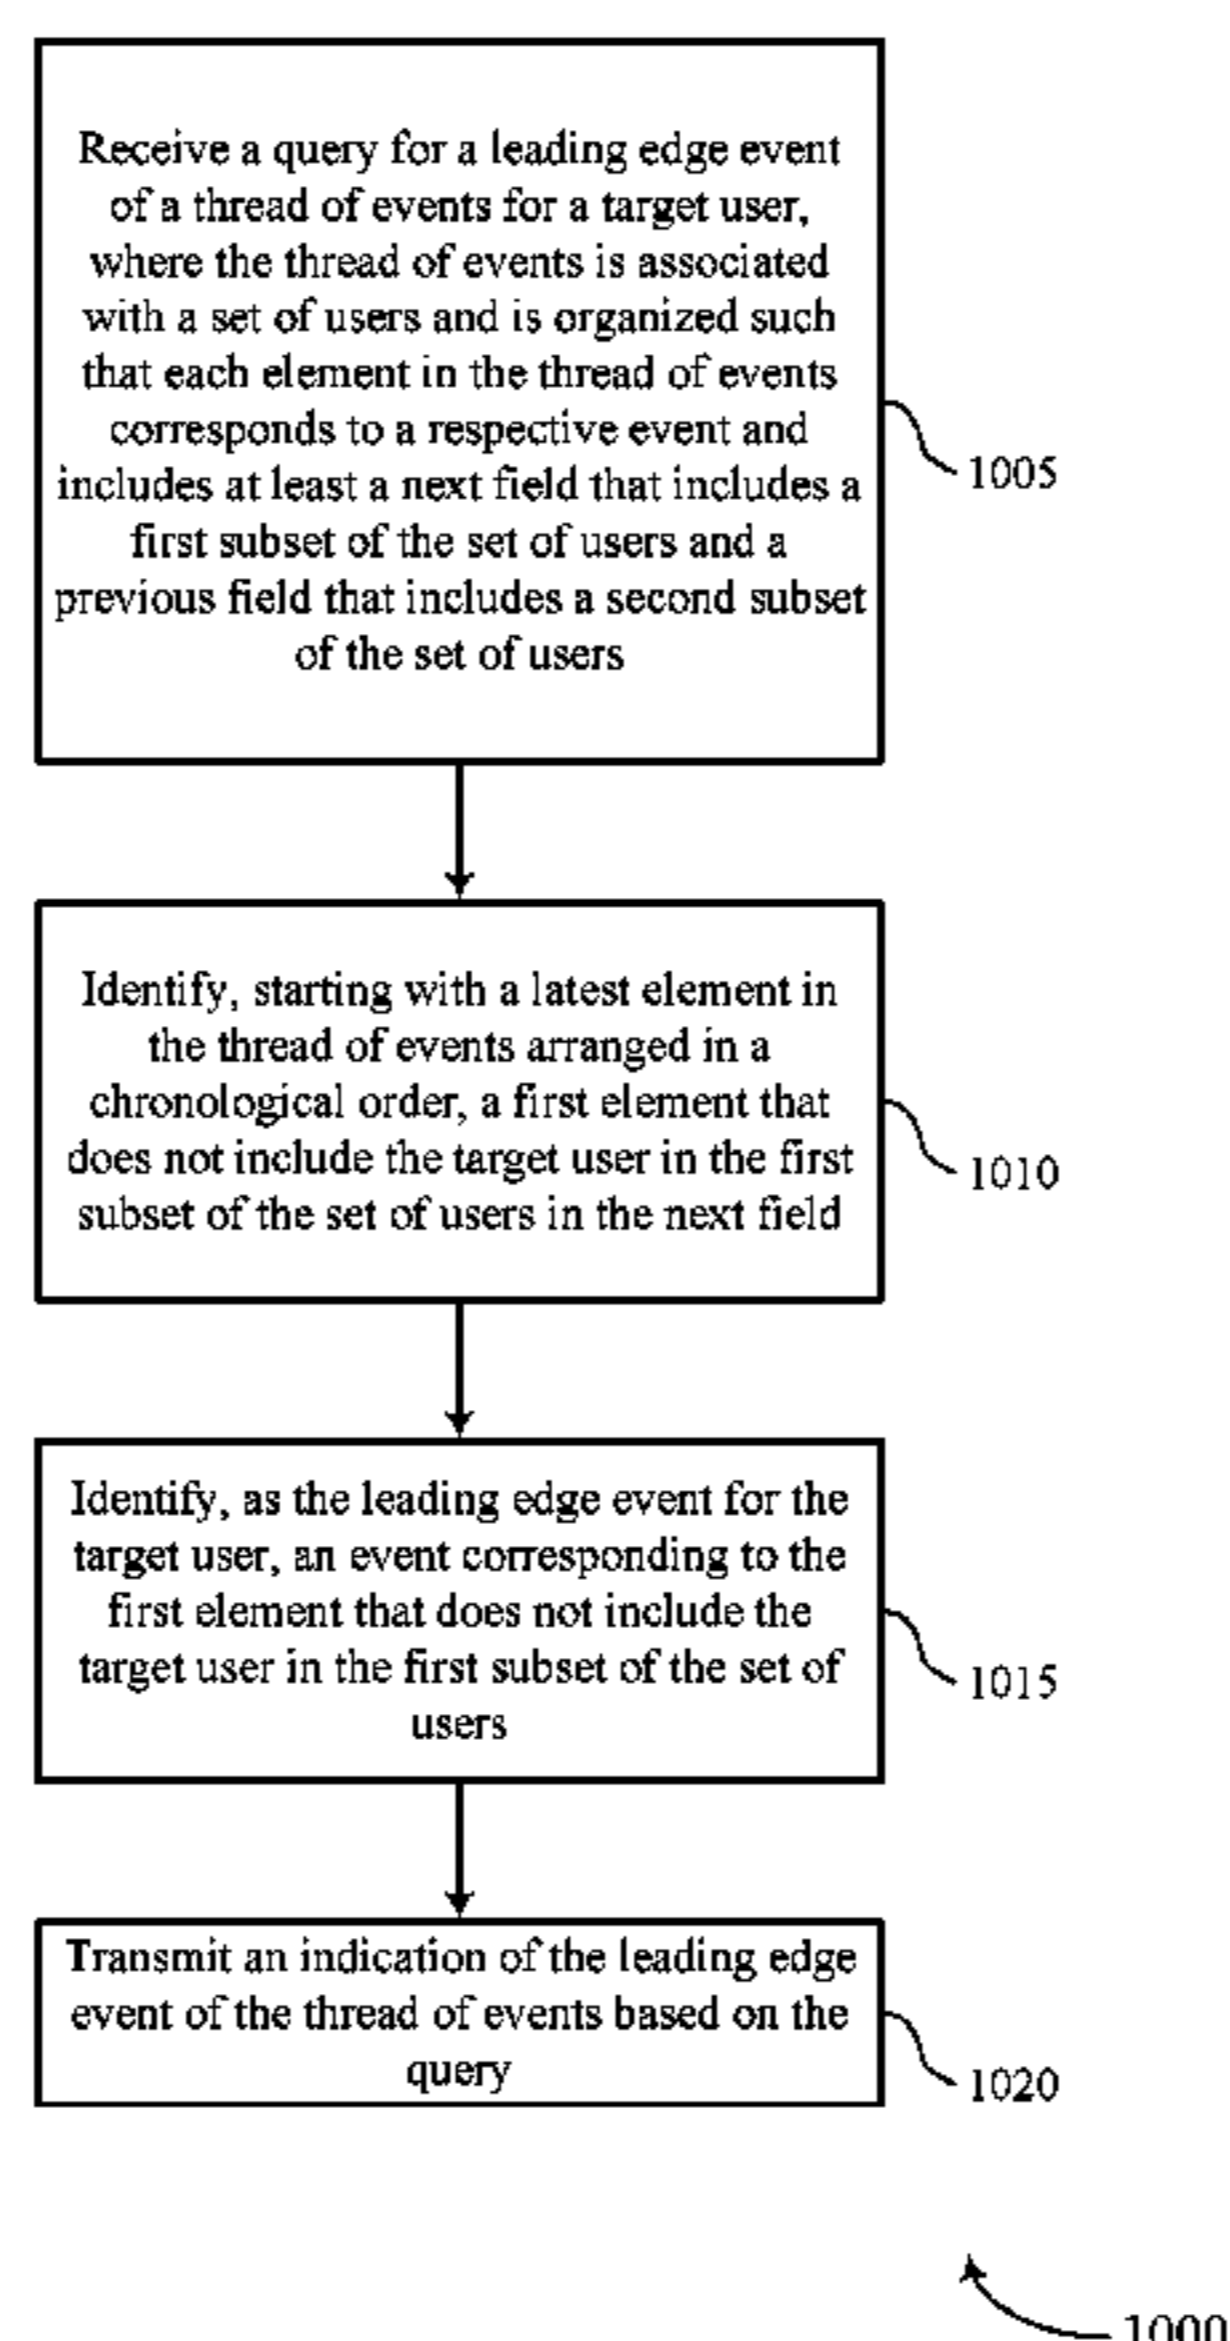 Receive a query for a leading edge event
of a thread of events for a target user,
where the thread of events is associated
with a set of users and is organized such
that each element in the thread of events
corresponds to a respective event and
includes at least a next field that includes a
first subset of the set of users and a
previous field that includes a second subset
of the set of users
1005
Identify, starting with a latest element in
the thread of events arranged in a
chronological order, a first element that
does not include the target user in the first
subset of the set of users in the next field
1010
Identify, as the leading edge event for the
target user, an event corresponding to the
first element that does not include the
target user in the first subset of the set of
users
1015
Transmit an indication of the leading edge
event of the thread of events based on the
query
1020
1000